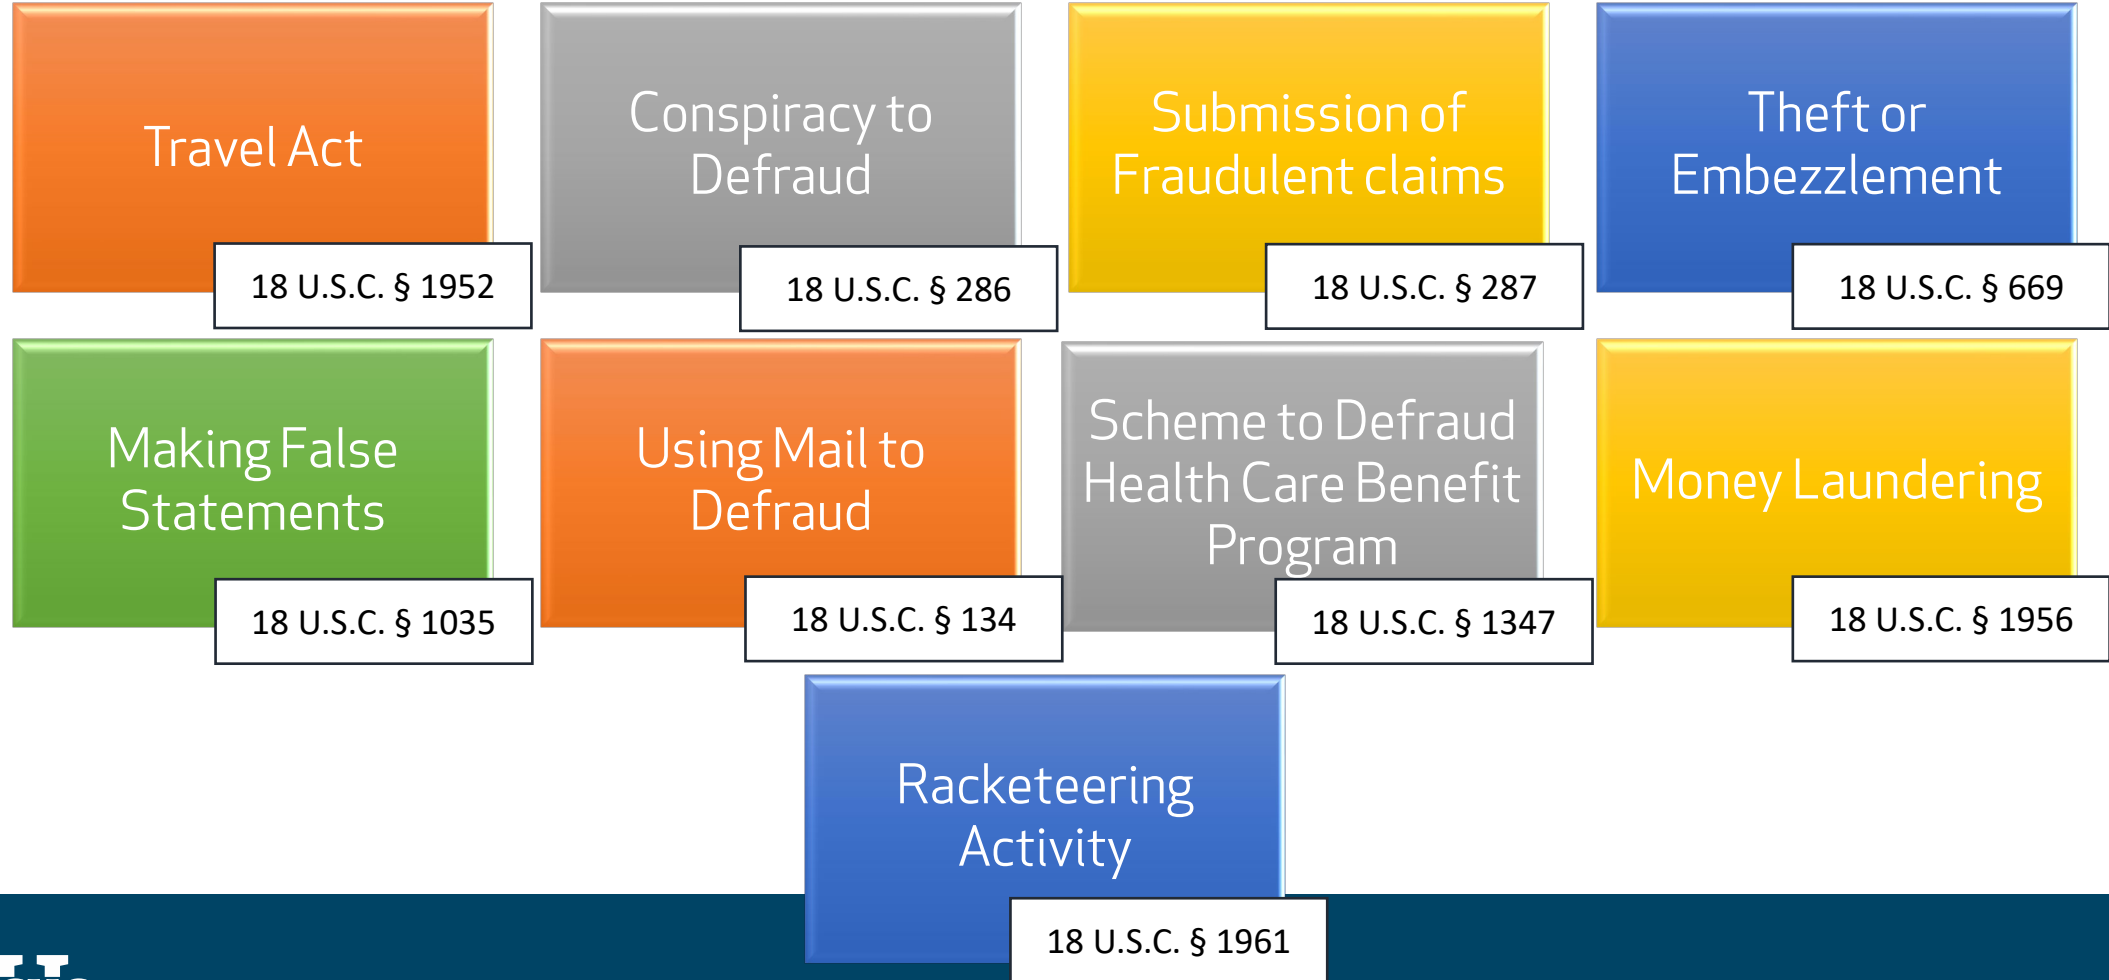 Travel Act
18 U.S.C. § 1952
Conspiracy to
Defraud
18 U.S.C. § 286
Submission of
Fraudulent claims
18 U.S.C. § 287
Theft or
Embezzlement
18 U.S.C. § 669
Making False
Statements
18 U.S.C. § 1035
Using Mail to
Defraud
18 U.S.C. § 134
Scheme to Defraud
Health Care Benefit
Program
18 U.S.C. § 1347
Money Laundering
18 U.S.C. § 1956
Racketeering
Activity
18 U.S.C. § 1961